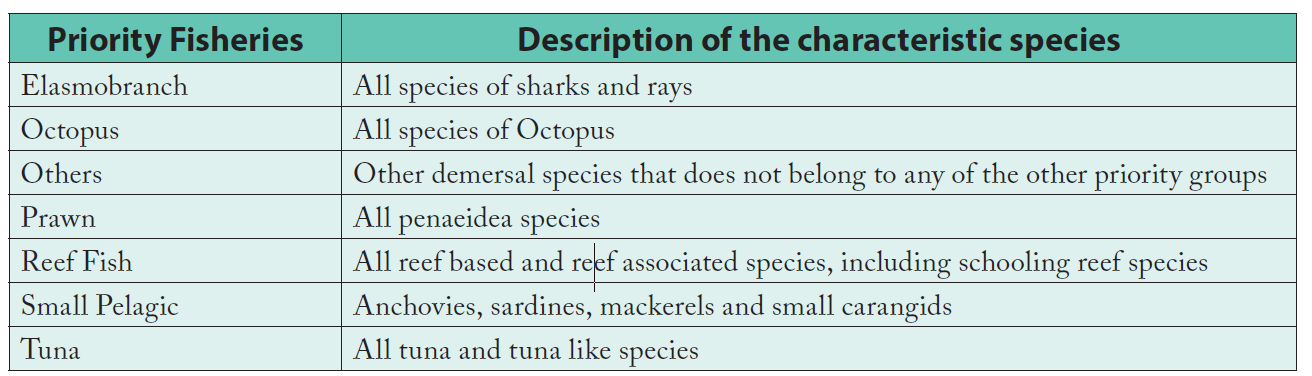 Priority Fisheries Description of the characteristic species
Elasmobranch All species of sharks and rays
Octopus All species of Octopus
Others Other demersal species that does not belong to any of the other priority groups
Prawn All penaeidea species
Reef Fish All reef based and reef associated species, including schooling reef species
Small Pelagic Anchovies, sardines, mackerels and small carangids
Tuna All tuna and tuna like species